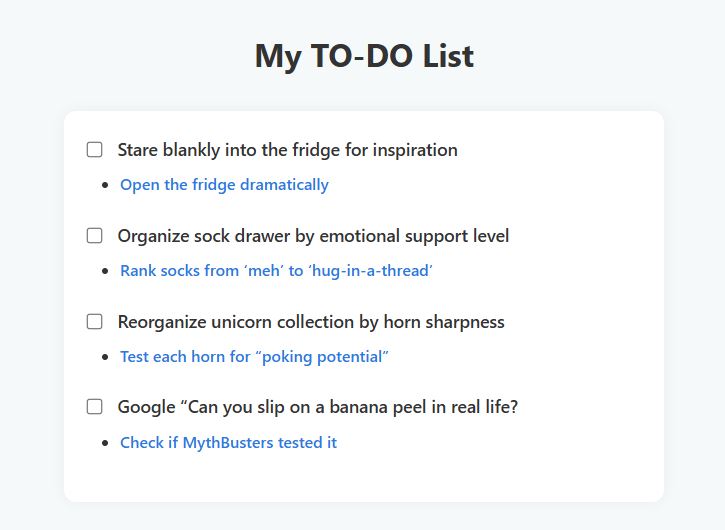 My TO-DO List
Stare blankly into the fridge for inspiration
Open the fridge dramatically
Organize sock drawer by emotional support level
Rank socks from ‘meh’ to ‘hug-in-a-thread’
Reorganize unicorn collection by horn sharpness
Test each horn for “poking potential”
Google “Can you slip on a banana peel in real life?
Check if MythBusters tested it